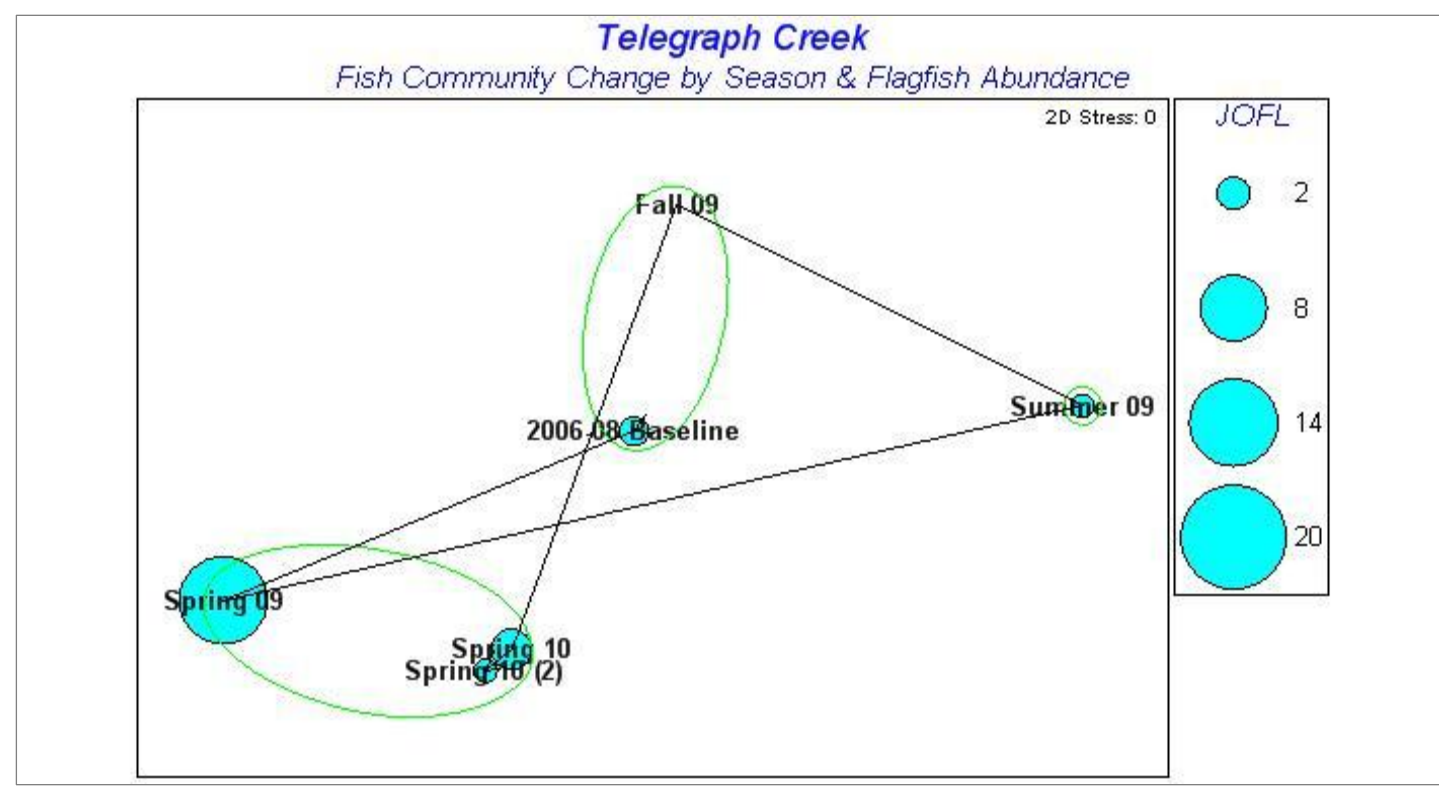 Telegraph Creek
Fish Community Change by Season & Flagfish Abundance
2D Stress: 0
JOFL
2
8
14
20
Fall 09
Summer 09
2006-08 Baseline
Spring 09
Spring 10
Spring 10 (2)